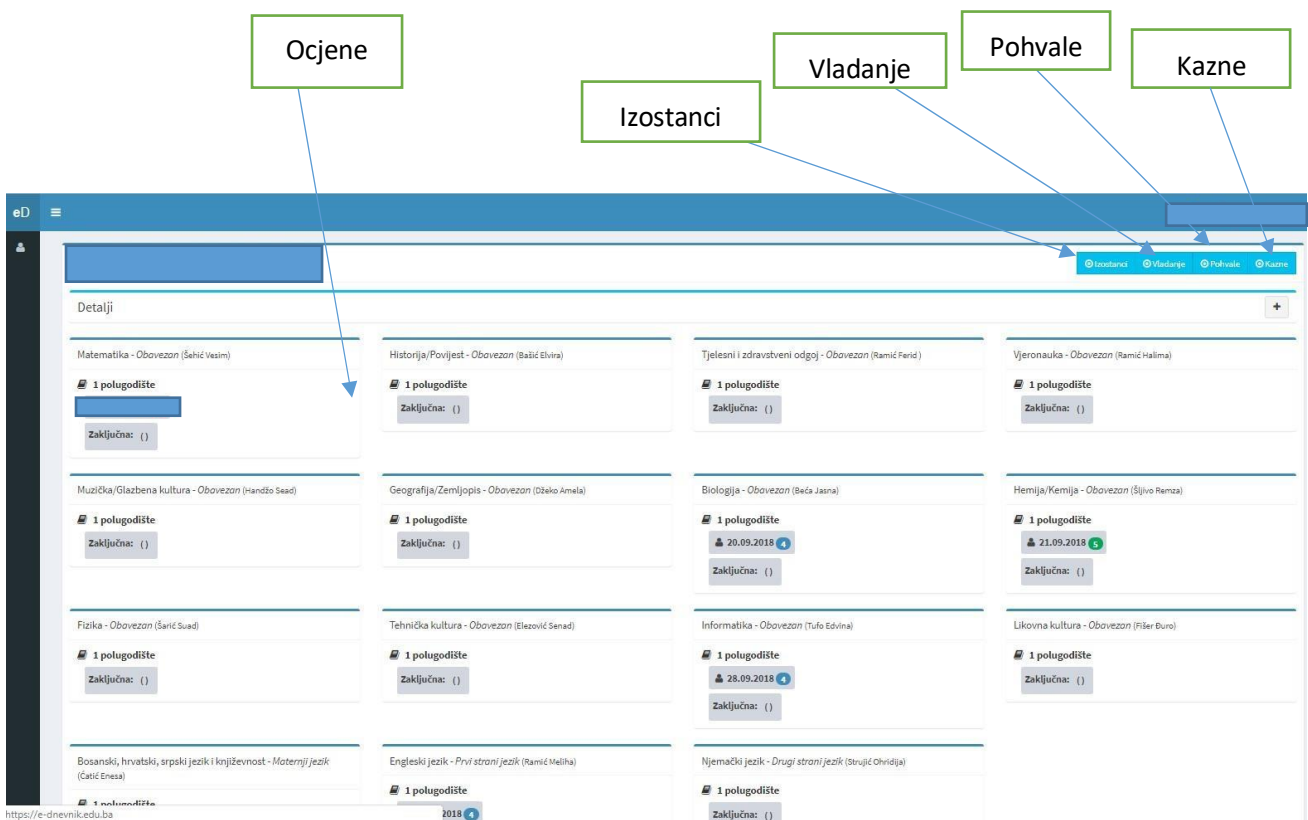 Ocjene
Izostanci
Vladanje
Pohvale
Kazne
eD
Izostanci Vladanje Pohvale Kazne
Detalji
+
Matematika - Obavezan (Šehić Vesim)
1 polugodište
Zaključna: ()
Historija/Povijest - Obavezan (Bašić Elvira)
1 polugodište
Zaključna: ()
Tjelesni i zdravstveni odgoj - Obavezan (Ramić Ferid )
1 polugodište
Zaključna: ()
Vjeronauka - Obavezan (Ramić Halima)
1 polugodište
Zaključna: ()
Muzička/Glazbena kultura - Obavezan (Handžo Sead)
1 polugodište
Zaključna: ()
Geografija/Zemljopis - Obavezan (Džeko Amela)
1 polugodište
Zaključna: ()
Biologija - Obavezan (Beća Jasna)
1 polugodište
20.09.2018 4
Zaključna: ()
Hemija/Kemija - Obavezan (Šljivo Remza)
1 polugodište
21.09.2018 5
Zaključna: ()
Fizika - Obavezan (Šarić Suad)
1 polugodište
Zaključna: ()
Tehnička kultura - Obavezan (Elezović Senad)
1 polugodište
Zaključna: ()
Informatika - Obavezan (Tufo Edvina)
1 polugodište
28.09.2018 4
Zaključna: ()
Likovna kultura - Obavezan (Fišer Đuro)
1 polugodište
Zaključna: ()
Bosanski, hrvatski, srpski jezik i književnost - Maternji jezik
(Ćatić Enesa)
1 polugodište
Engleski jezik - Prvi strani jezik (Ramić Meliha)
1 polugodište
2018 4
Njemački jezik - Drugi strani jezik (Strujić Ohridija)
1 polugodište
Zaključna: ()
https://e-dnevnik.edu.ba